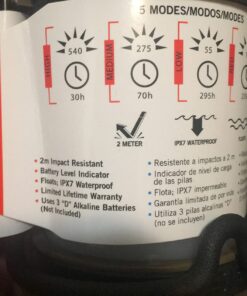 5 MODES/MODOS/MODES
HIGH
540
30h
MEDIUM
275
70h
LOW
55
295h
2 METER
IPX7 WATERPROOF
• 2m Impact Resistant
• Battery Level Indicator
• Floats; IPX7 Waterproof
• Limited Lifetime Warranty
• Uses 3 "D" Alkaline Batteries
(Not Included)
• Resistente a impactos a 2 m
• Indicador de nivel de carga
de las pilas
• Flota; IPX7 impermeable
• Garantía limitada de por vida
• Utiliza 3 pilas alcalinas "D"
(no se incluyen)